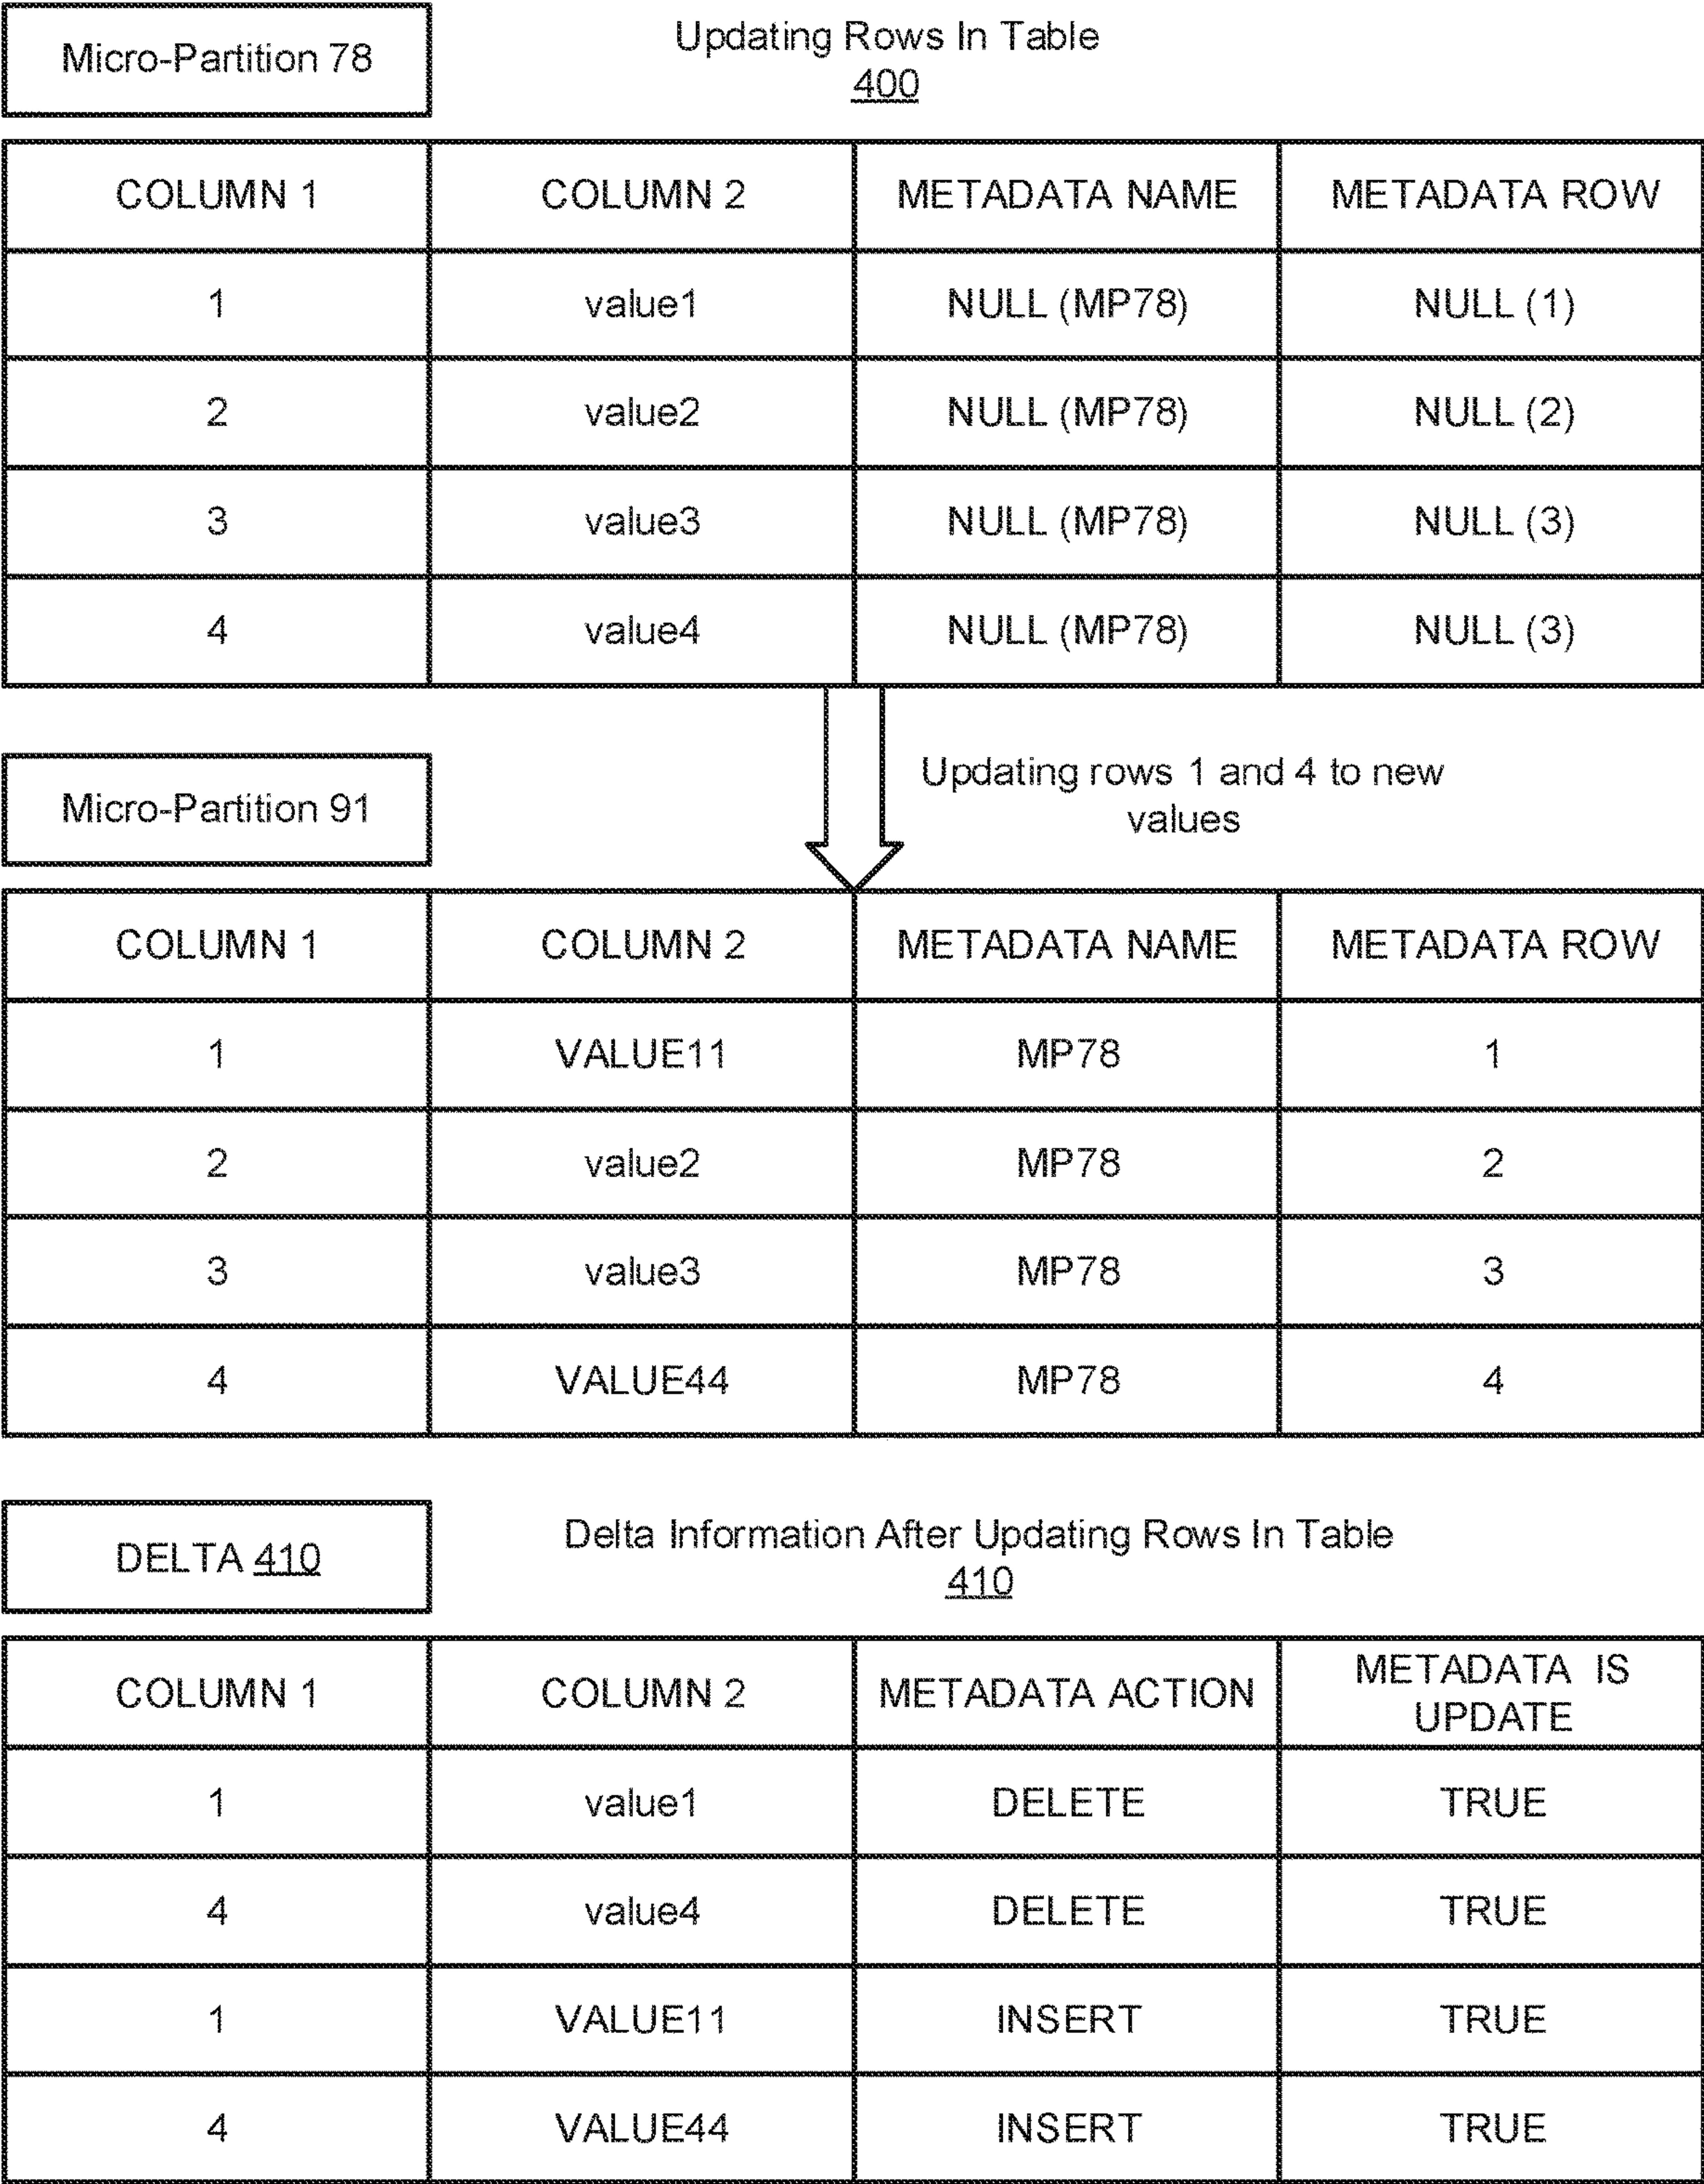 Micro-Partition 78
Updating Rows In Table
400
COLUMN 1 COLUMN 2 METADATA NAME METADATA ROW
1 value1 NULL (MP78) NULL (1)
2 value2 NULL (MP78) NULL (2)
3 value3 NULL (MP78) NULL (3)
4 value4 NULL (MP78) NULL (3)
Updating rows 1 and 4 to new
values
Micro-Partition 91
COLUMN 1 COLUMN 2 METADATA NAME METADATA ROW
1 VALUE11 MP78 1
2 value2 MP78 2
3 value3 MP78 3
4 VALUE44 MP78 4
DELTA 410
Delta Information After Updating Rows In Table
410
COLUMN 1 COLUMN 2 METADATA ACTION METADATA IS
UPDATE
1 value1 DELETE TRUE
4 value4 DELETE TRUE
1 VALUE11 INSERT TRUE
4 VALUE44 INSERT TRUE